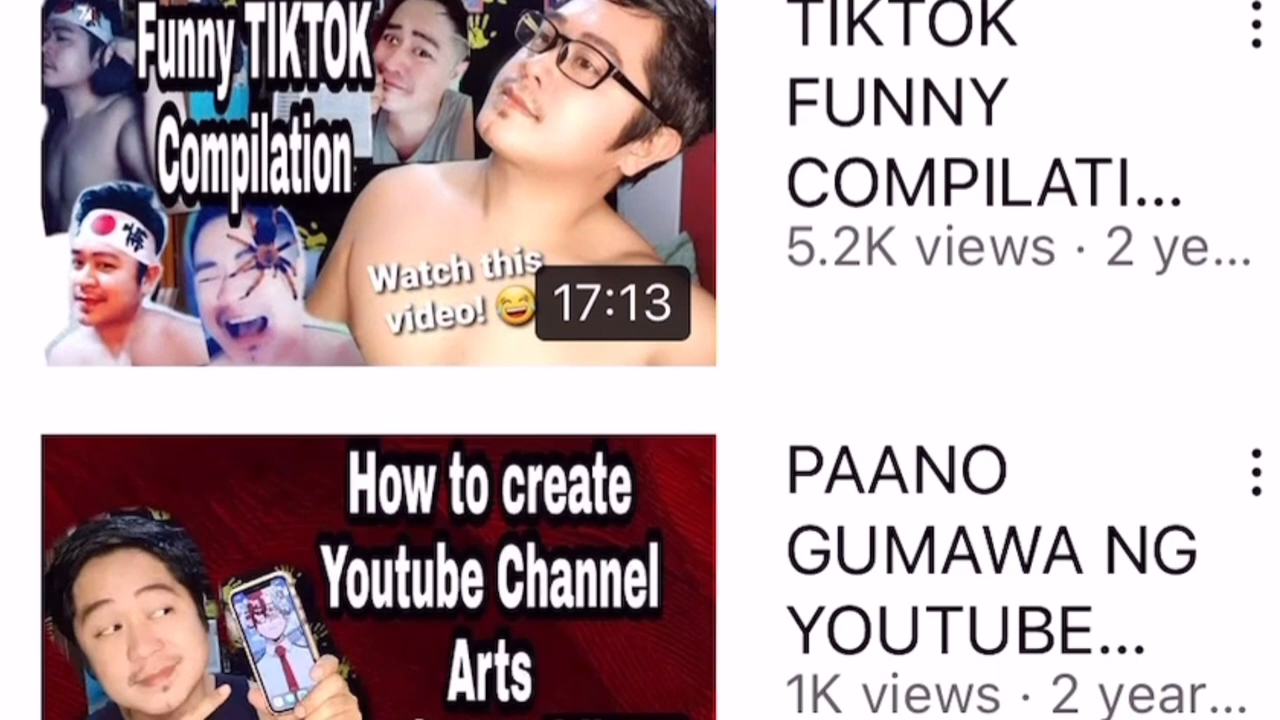 Funny TIKTOK
Compilation
Watch this
video! 😂
17:13
TIKTOK
FUNNY
COMPILATI...
5.2K views · 2 ye...
How to create
Youtube Channel
Arts
PAANO
GUMAWA NG
YOUTUBE...
1K views · 2 year...